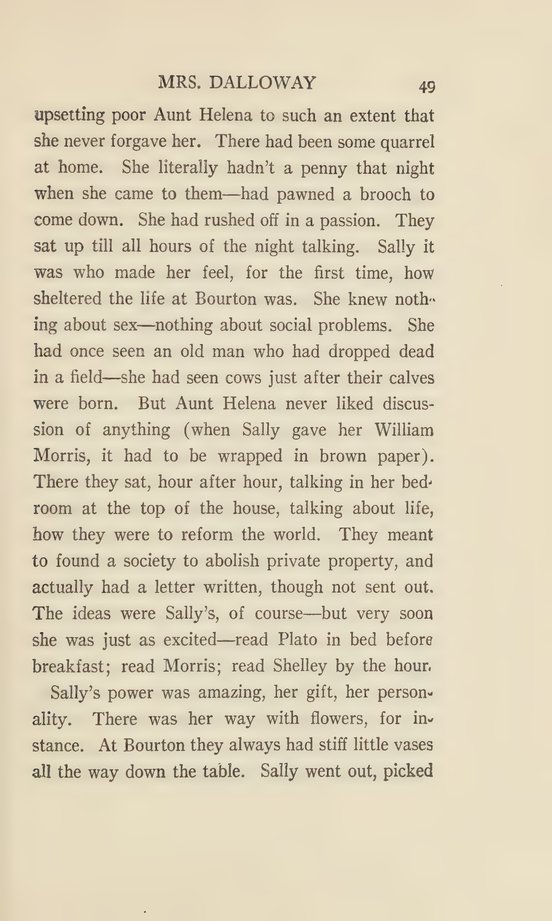 MRS. DALLOWAY 49
upsetting poor Aunt Helena to such an extent that
she never forgave her. There had been some quarrel
at home. She literally hadn't a penny that night
when she came to them—had pawned a brooch to
come down. She had rushed off in a passion. They
sat up till all hours of the night talking. Sally it
was who made her feel, for the first time, how
sheltered the life at Bourton was. She knew noth-
ing about sex—nothing about social problems. She
had once seen an old man who had dropped dead
in a field—she had seen cows just after their calves
were born. But Aunt Helena never liked discus-
sion of anything (when Sally gave her William
Morris, it had to be wrapped in brown paper).
There they sat, hour after hour, talking in her bed-
room at the top of the house, talking about life,
how they were to reform the world. They meant
to found a society to abolish private property, and
actually had a letter written, though not sent out.
The ideas were Sally's, of course—but very soon
she was just as excited—read Plato in bed before
breakfast; read Morris; read Shelley by the hour.
Sally's power was amazing, her gift, her person-
ality. There was her way with flowers, for in-
stance. At Bourton they always had stiff little vases
all the way down the table. Sally went out, picked